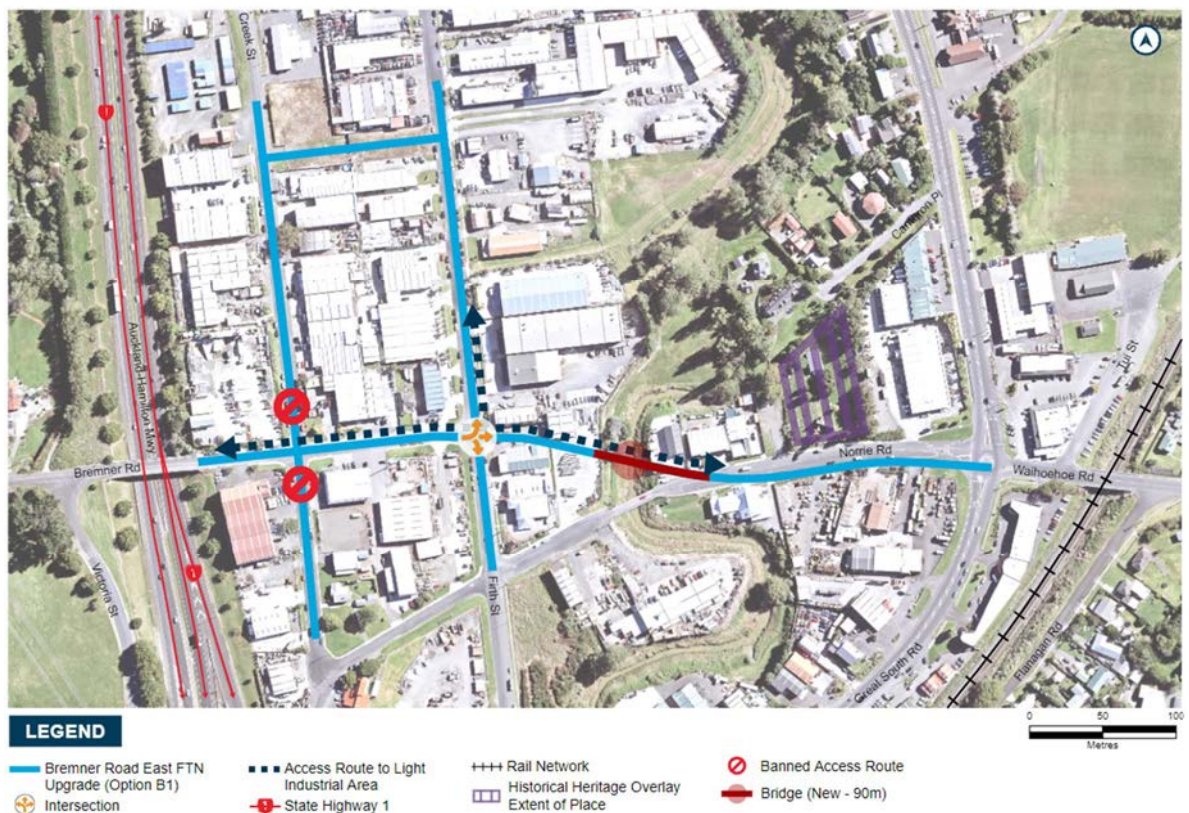 Creek St
Auckland-Hamilton Mwy
Cameron Pl
Tui St
Bremner Rd
Norrie Rd
Waihoehoe Rd
Victoria St
Firth St
Great South Rd
Flanagan Rd
LEGEND
0 50 100
Metres
Bremner Road East FTN
Upgrade (Option B1)
Intersection
Access Route to Light
Industrial Area
State Highway 1
Rail Network
Historical Heritage Overlay
Extent of Place
Banned Access Route
Bridge (New - 90m)